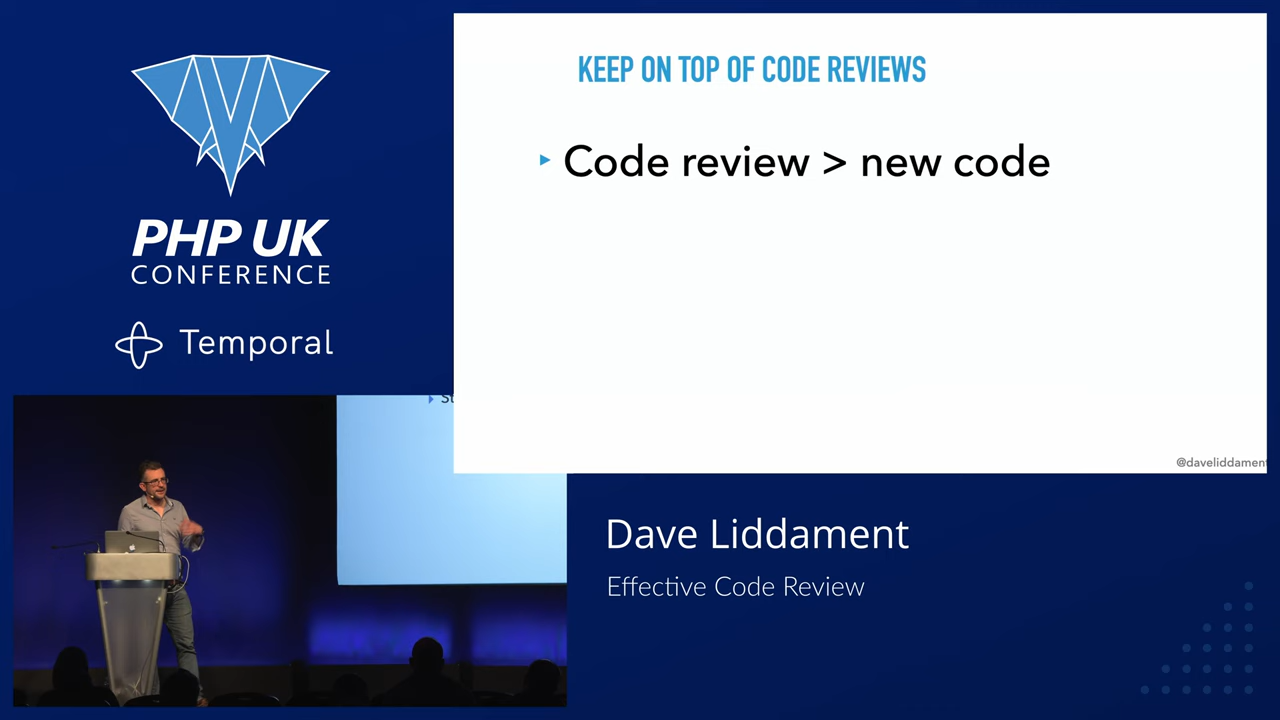 KEEP ON TOP OF CODE REVIEWS
▸ Code review > new code
@daveliddament
PHP UK
CONFERENCE
Temporal
St
Dave Liddament
Effective Code Review